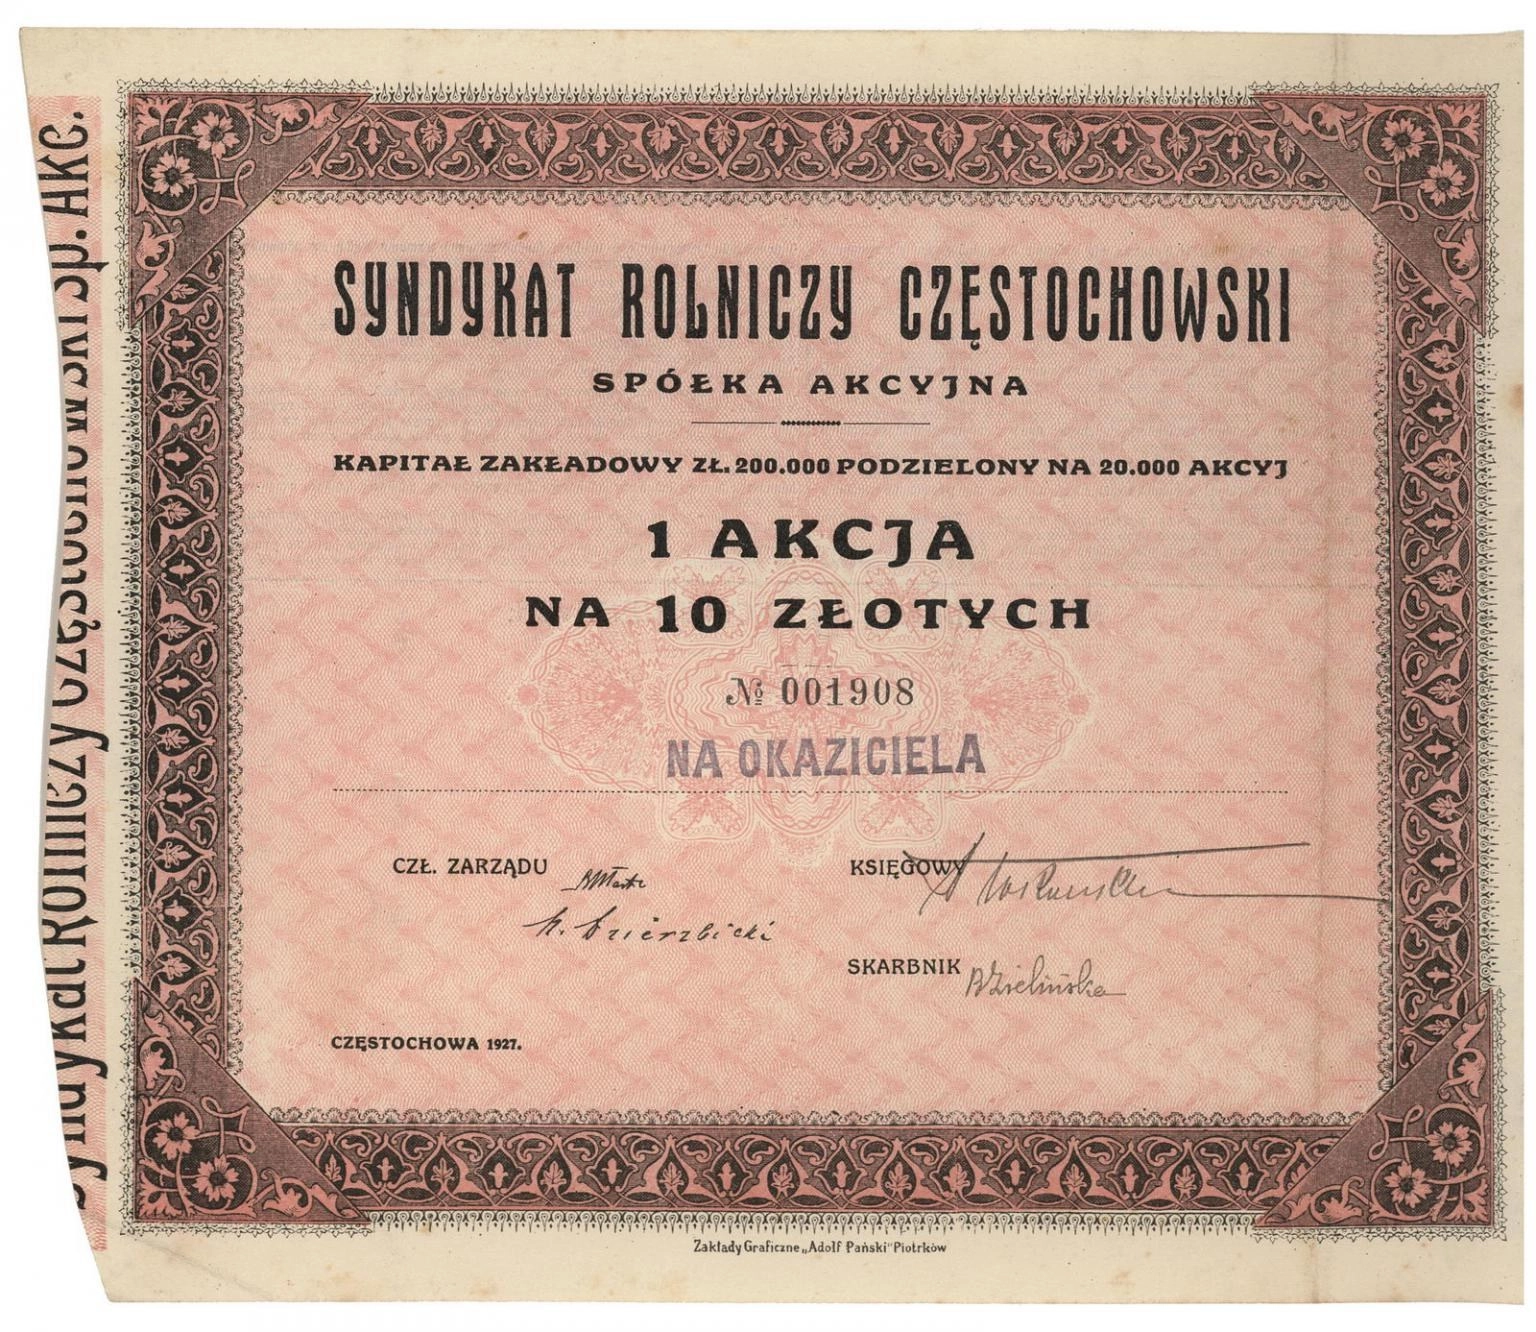 Syndykat Rolniczy Częstochowski Sp. Akc.
SYNDYKAT ROLNICZY CZĘSTOCHOWSKI
SPÓŁKA AKCYJNA
KAPITAŁ ZAKŁADOWY ZŁ. 200.000 PODZIELONY NA 20.000 AKCYJ
1 AKCJA
NA 10 ZŁOTYCH
№ 001908
NA OKAZICIELA
CZŁ. ZARZĄDU
KSIĘGOWY
SKARBNIK BZielińska
CZĘSTOCHOWA 1927.
Zakłady Graficzne „Adolf Pański" Piotrków